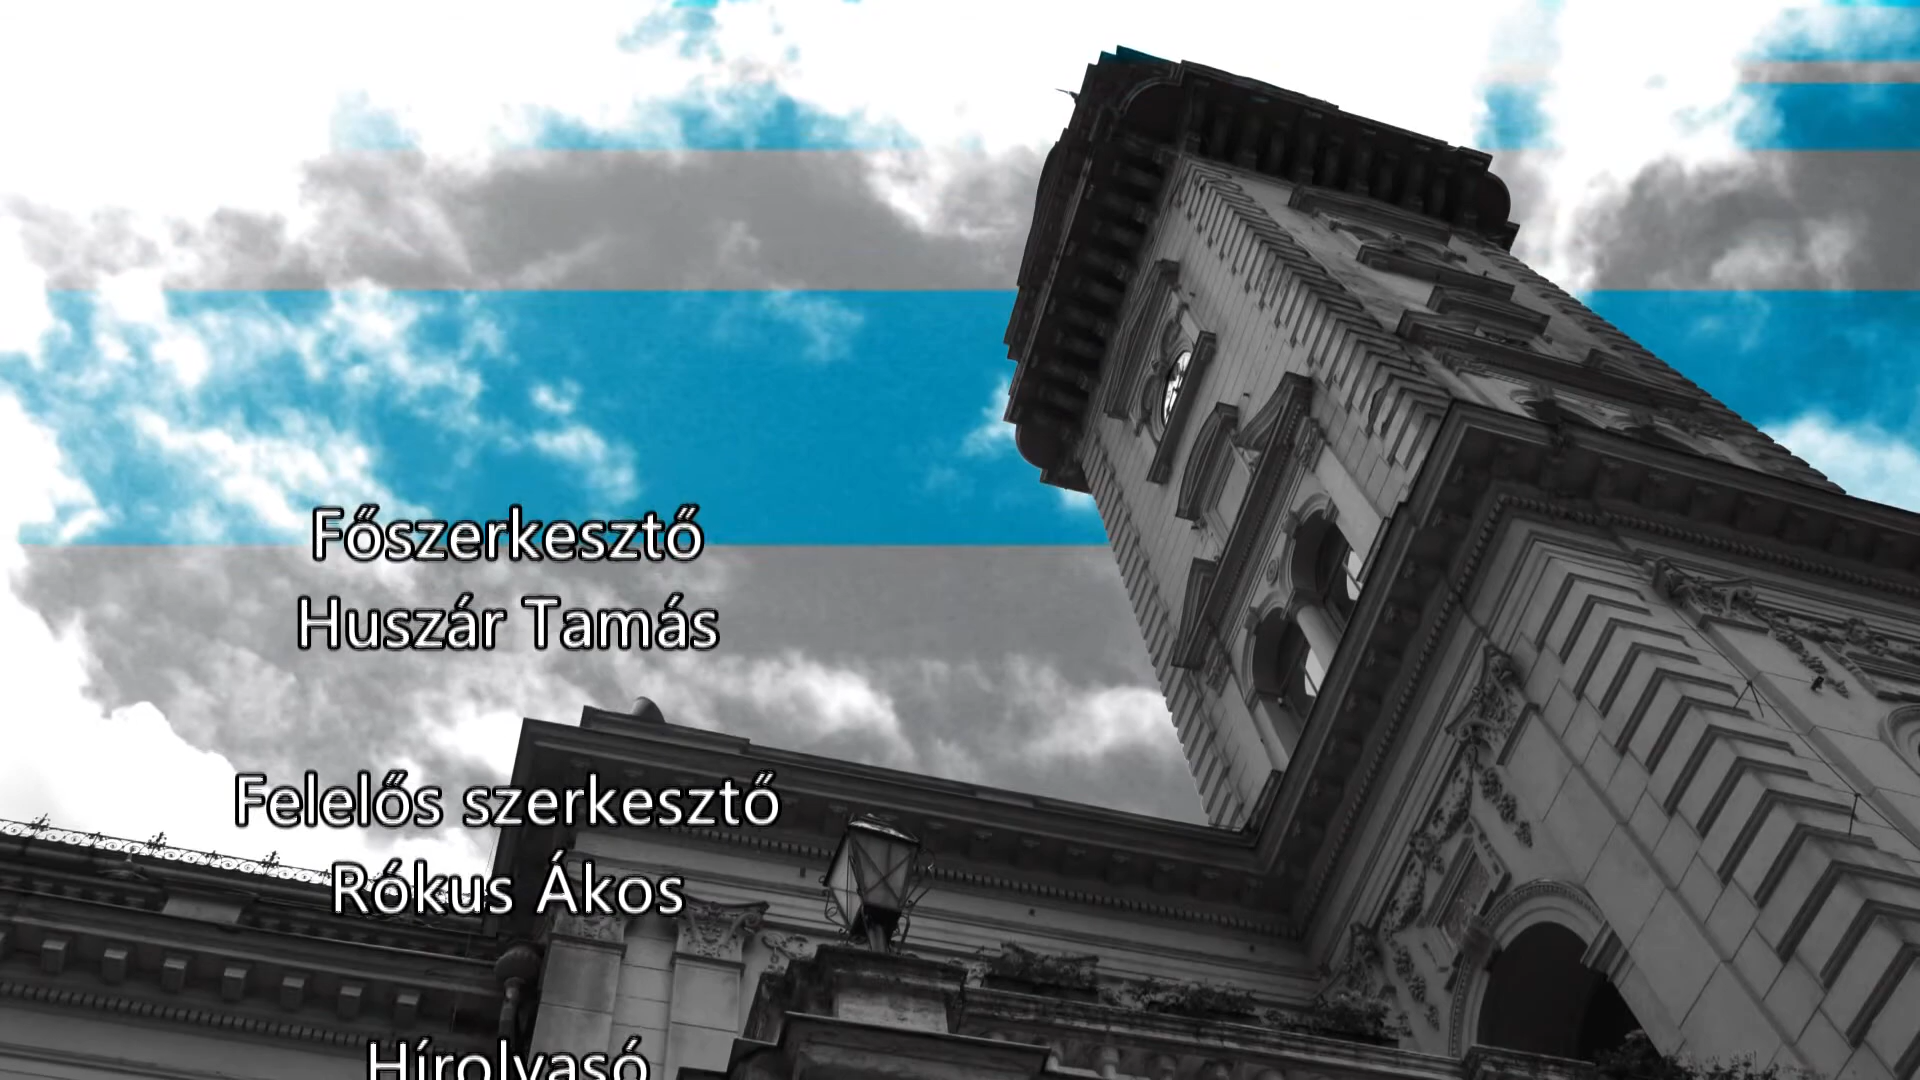 Főszerkesztő
Huszár Tamás
Felelős szerkesztő
Rókus Ákos
Hírolvasó